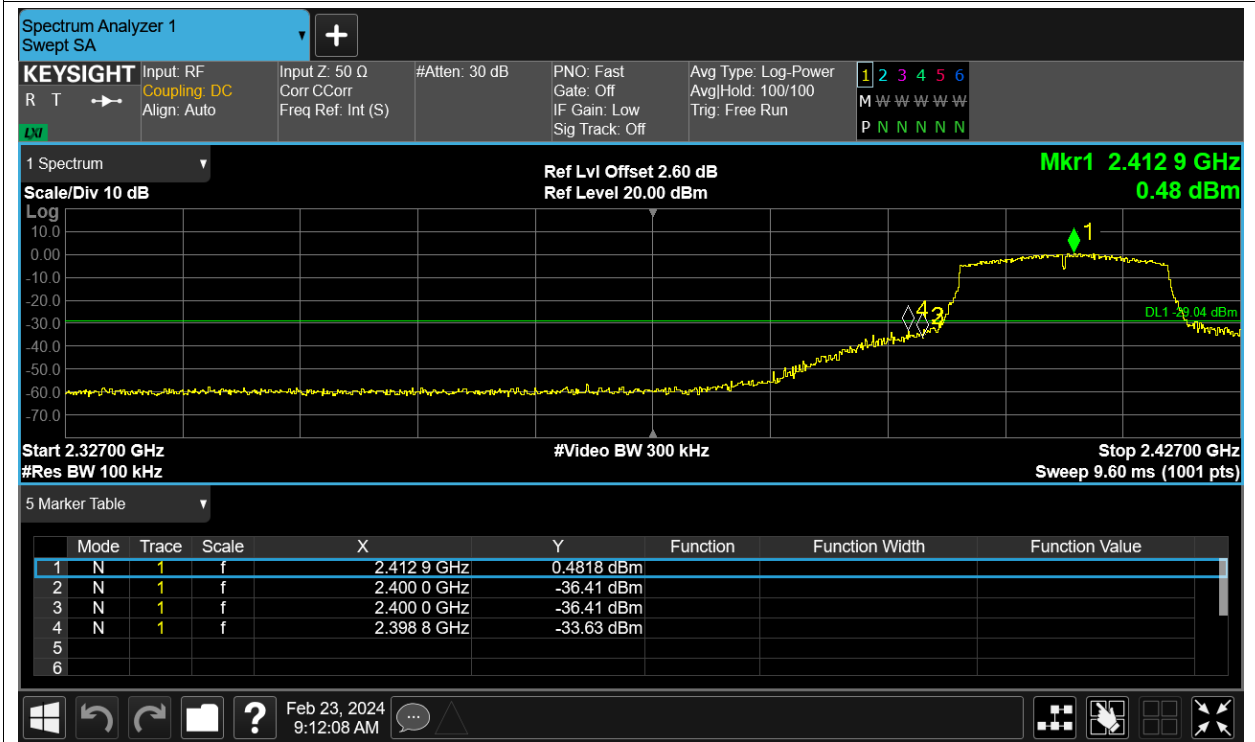 Spectrum Analyzer 1
Swept SA
+
KEYSIGHT Input: RF Input Z: 50 Ω #Atten: 30 dB PNO: Fast Avg Type: Log-Power 1 2 3 4 5 6
R T Coupling: DC Corr CCorr Gate: Off Avg|Hold: 100/100 M W W W W W
Align: Auto Freq Ref: Int (S) IF Gain: Low Trig: Free Run
LXI Sig Track: Off P N N N N N
1 Spectrum Ref Lvl Offset 2.60 dB Mkr1 2.412 9 GHz
Scale/Div 10 dB Ref Level 20.00 dBm 0.48 dBm
Log
10.0
1
0.00
-10.0
-20.0
4 DL1 -29.04 dBm
-30.0
-40.0
-50.0
-60.0
-70.0
Start 2.32700 GHz #Video BW 300 kHz Stop 2.42700 GHz
#Res BW 100 kHz Sweep 9.60 ms (1001 pts)
5 Marker Table
Mode Trace Scale X Y Function Function Width Function Value
1 N 1 f 2.412 9 GHz 0.4818 dBm
2 N 1 f 2.400 0 GHz -36.41 dBm
3 N 1 f 2.400 0 GHz -36.41 dBm
4 N 1 f 2.398 8 GHz -33.63 dBm
5
6
? Feb 23, 2024
9:12:08 AM